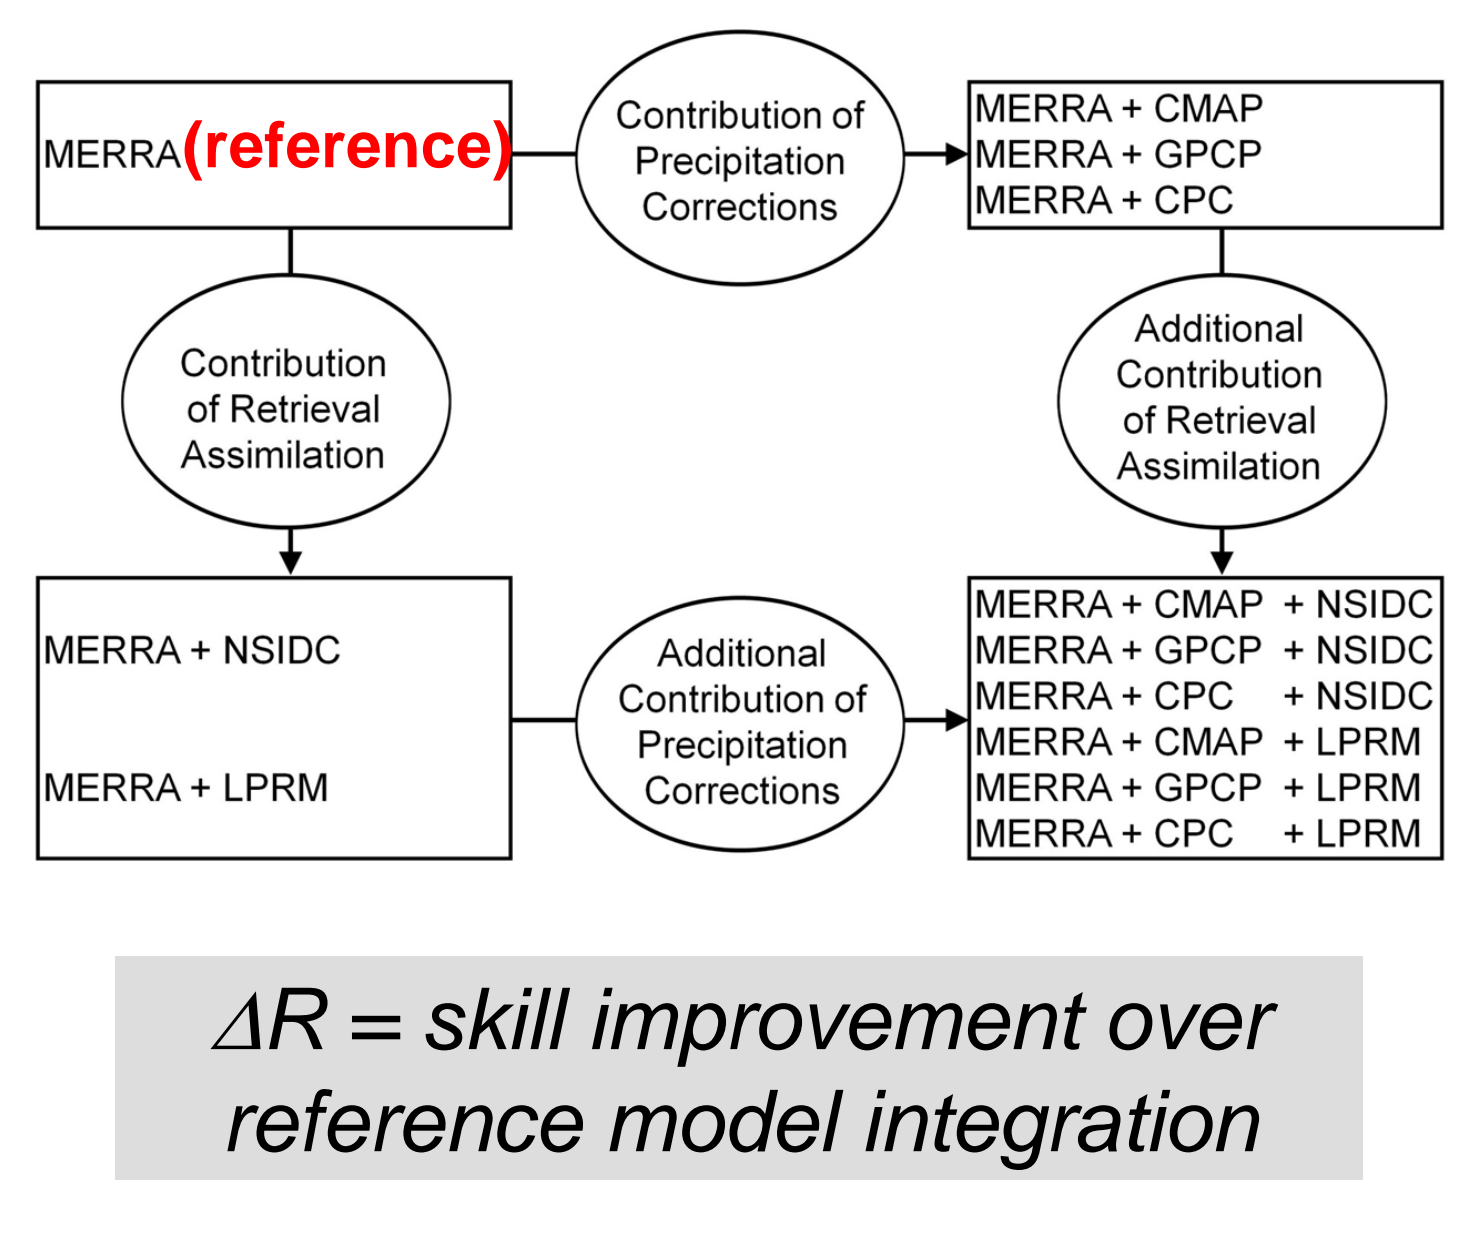 MERRA(reference)
Contribution of
Precipitation
Corrections
MERRA + CMAP
MERRA + GPCP
MERRA + CPC
Contribution
of Retrieval
Assimilation
Additional
Contribution
of Retrieval
Assimilation
MERRA + NSIDC
MERRA + LPRM
Additional
Contribution of
Precipitation
Corrections
MERRA + CMAP + NSIDC
MERRA + GPCP + NSIDC
MERRA + CPC + NSIDC
MERRA + CMAP + LPRM
MERRA + GPCP + LPRM
MERRA + CPC + LPRM
ΔR = skill improvement over
reference model integration